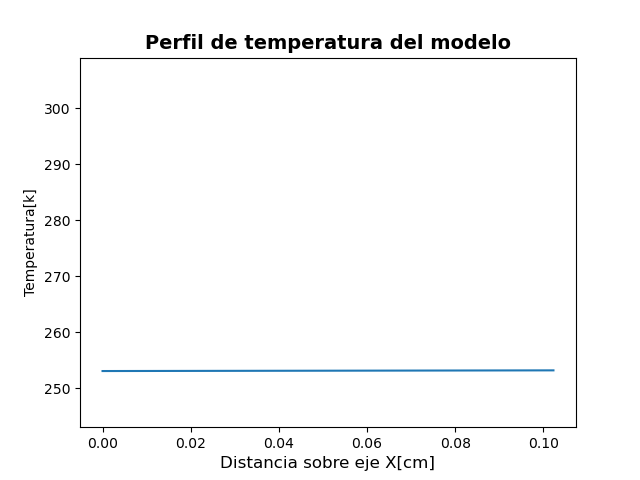 Perfil de temperatura del modelo
Temperatura[k]
300
290
280
270
260
250
0.00 0.02 0.04 0.06 0.08 0.10
Distancia sobre eje X[cm]